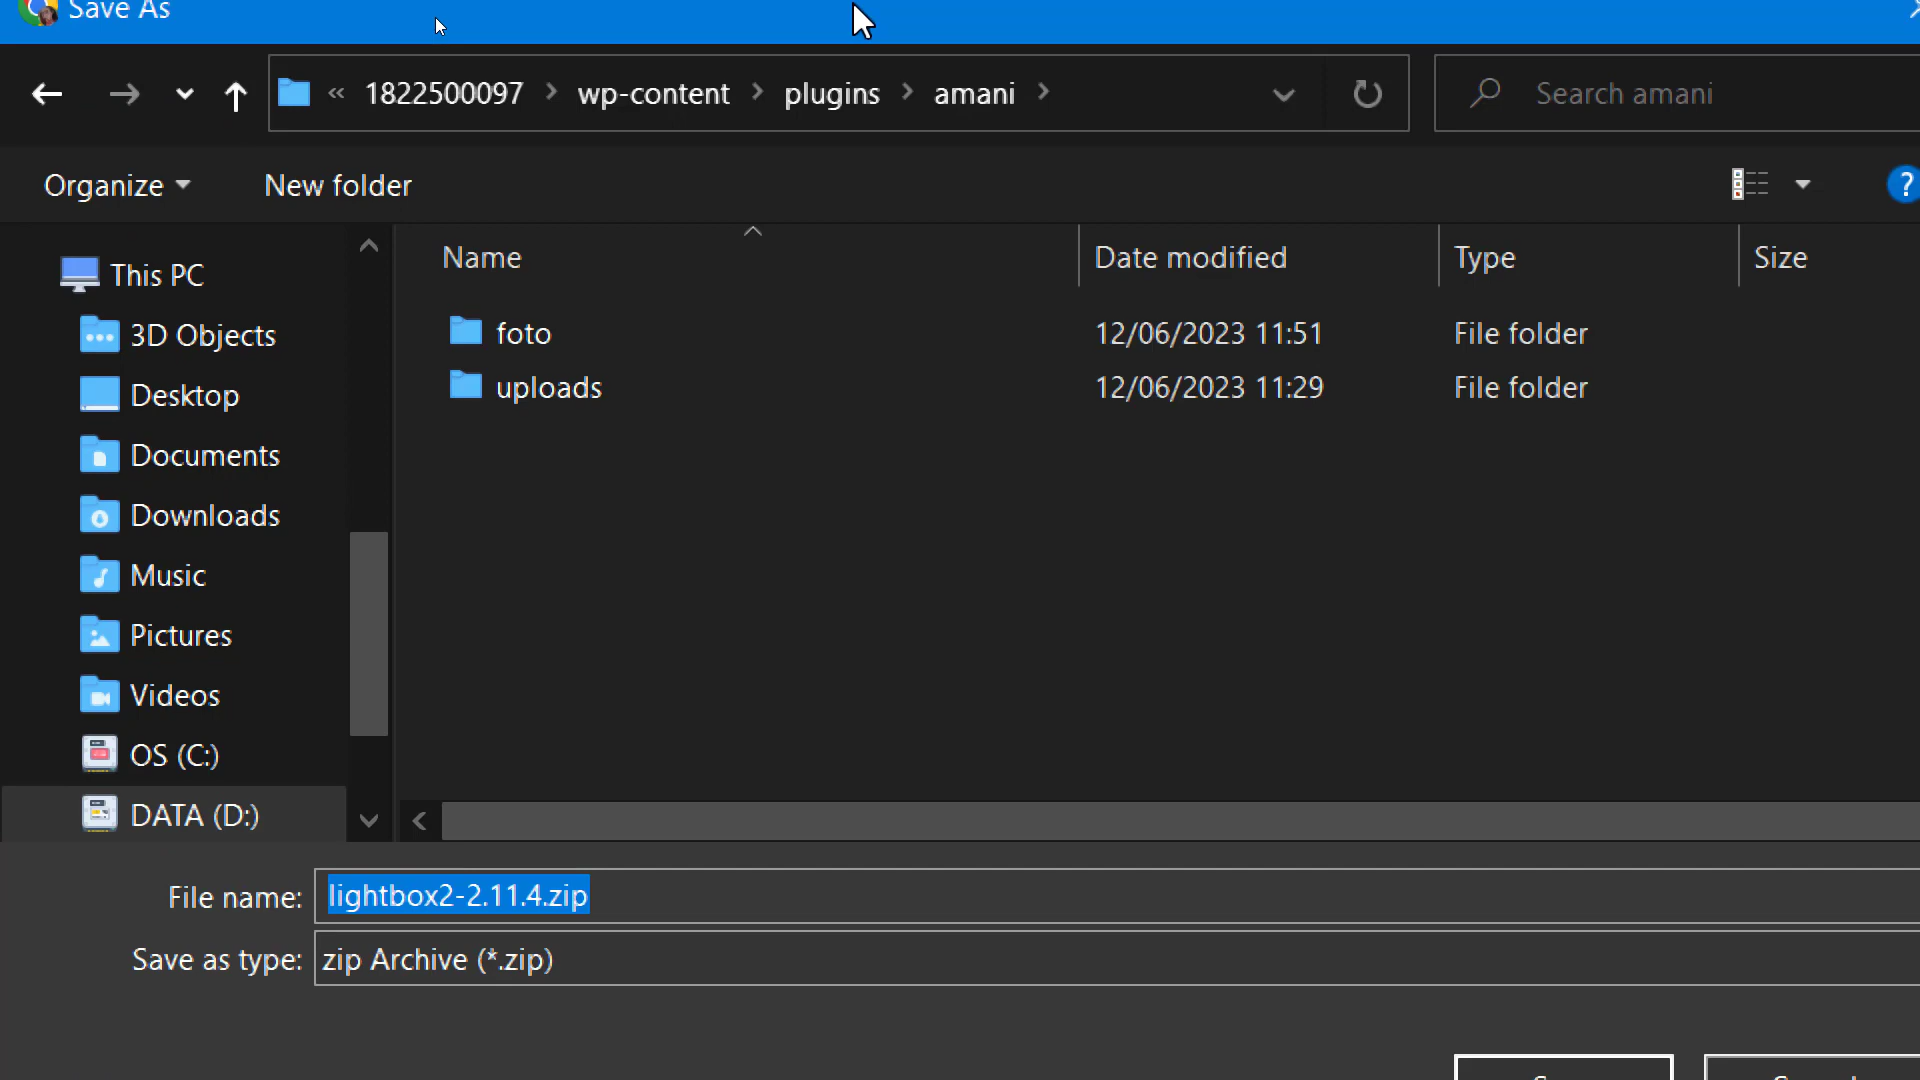 Save As
« 1822500097 > wp-content > plugins > amani >
Search amani
Organize
New folder
?
Name
Date modified
Type
Size
This PC
3D Objects
Desktop
Documents
Downloads
Music
Pictures
Videos
OS (C:)
DATA (D:)
foto 12/06/2023 11:51 File folder
uploads 12/06/2023 11:29 File folder
File name: lightbox2-2.11.4.zip
Save as type: zip Archive (*.zip)